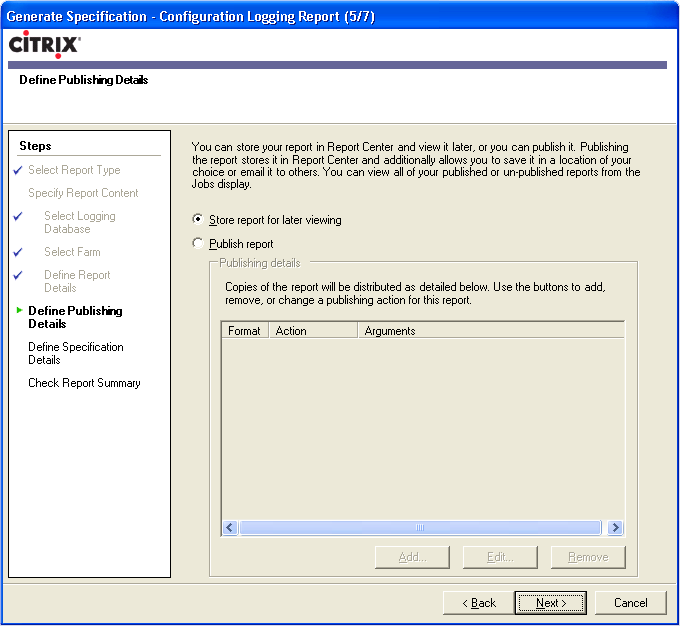 Generate Specification - Configuration Logging Report (5/7)
CITRIX®
Define Publishing Details
Steps
Select Report Type
Specify Report Content
Select Logging
Database
Select Farm
Define Report
Details
Define Publishing
Details
Define Specification
Details
Check Report Summary
You can store your report in Report Center and view it later, or you can publish it. Publishing
the report stores it in Report Center and additionally allows you to save it in a location of your
choice or email it to others. You can view all of your published or un-published reports from the
Jobs display.
Store report for later viewing
Publish report
Publishing details
Copies of the report will be distributed as detailed below. Use the buttons to add,
remove, or change a publishing action for this report.
Format Action Arguments
Add... Edit... Remove
< Back Next > Cancel